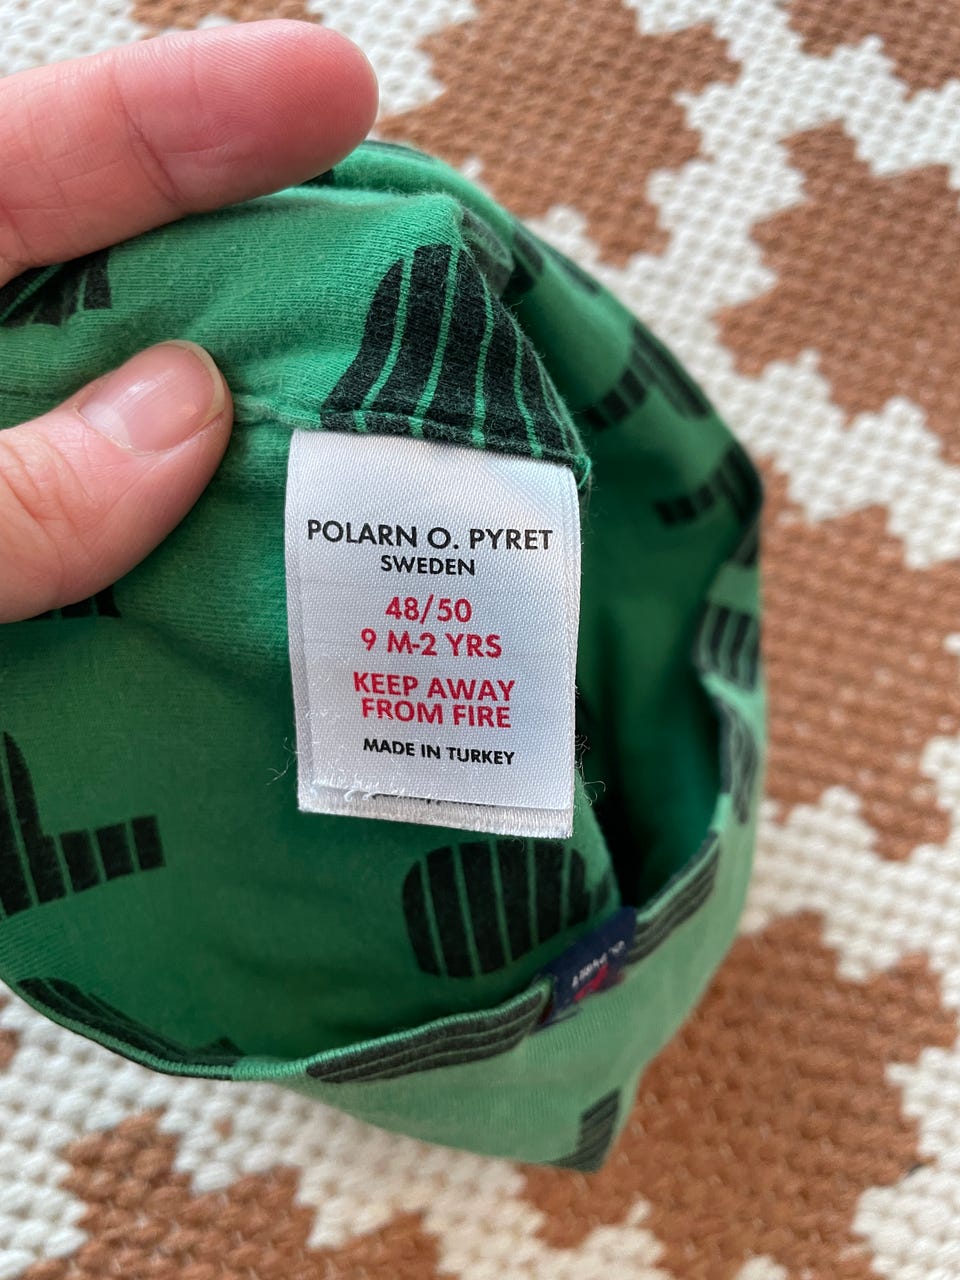 POLARN O. PYRET
SWEDEN
48/50
9 M-2 YRS
KEEP AWAY
FROM FIRE
MADE IN TURKEY